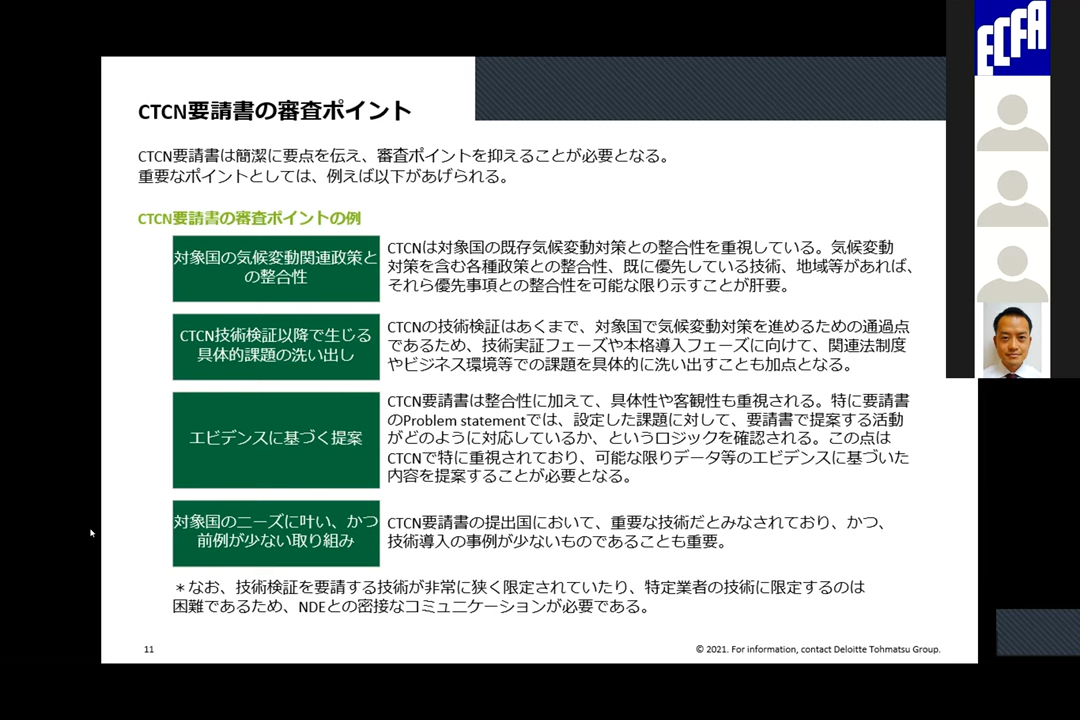 ECFA
CTCN要請書の審査ポイント
CTCN要請書は簡潔に要点を伝え、審査ポイントを抑えることが必要となる。
重要なポイントとしては、例えば以下があげられる。
CTCN要請書の審査ポイントの例
対象国の気候変動関連政策と
の整合性
CTCNは対象国の既存気候変動対策との整合性を重視している。気候変動
対策を含む各種政策との整合性、既に優先している技術、地域等があれば、
それら優先事項との整合性を可能な限り示すことが肝要。
CTCN技術検証以降で生じる
具体的課題の洗い出し
CTCNの技術検証はあくまで、対象国で気候変動対策を進めるための通過点
であるため、技術実証フェーズや本格導入フェーズに向けて、関連法制度
やビジネス環境等での課題を具体的に洗い出すことも加点となる。
エビデンスに基づく提案
CTCN要請書は整合性に加えて、具体性や客観性も重視される。特に要請書
のProblem statementでは、設定した課題に対して、要請書で提案する活動
がどのように対応しているか、というロジックを確認される。この点は
CTCNで特に重視されており、可能な限りデータ等のエビデンスに基づいた
内容を提案することが必要となる。
対象国のニーズに叶い、かつ
前例が少ない取り組み
CTCN要請書の提出国において、重要な技術だとみなされており、かつ、
技術導入の事例が少ないものであることも重要。
＊なお、技術検証を要請する技術が非常に狭く限定されていたり、特定業者の技術に限定するのは
困難であるため、NDEとの密接なコミュニケーションが必要である。
11
© 2021. For information, contact Deloitte Tohmatsu Group.